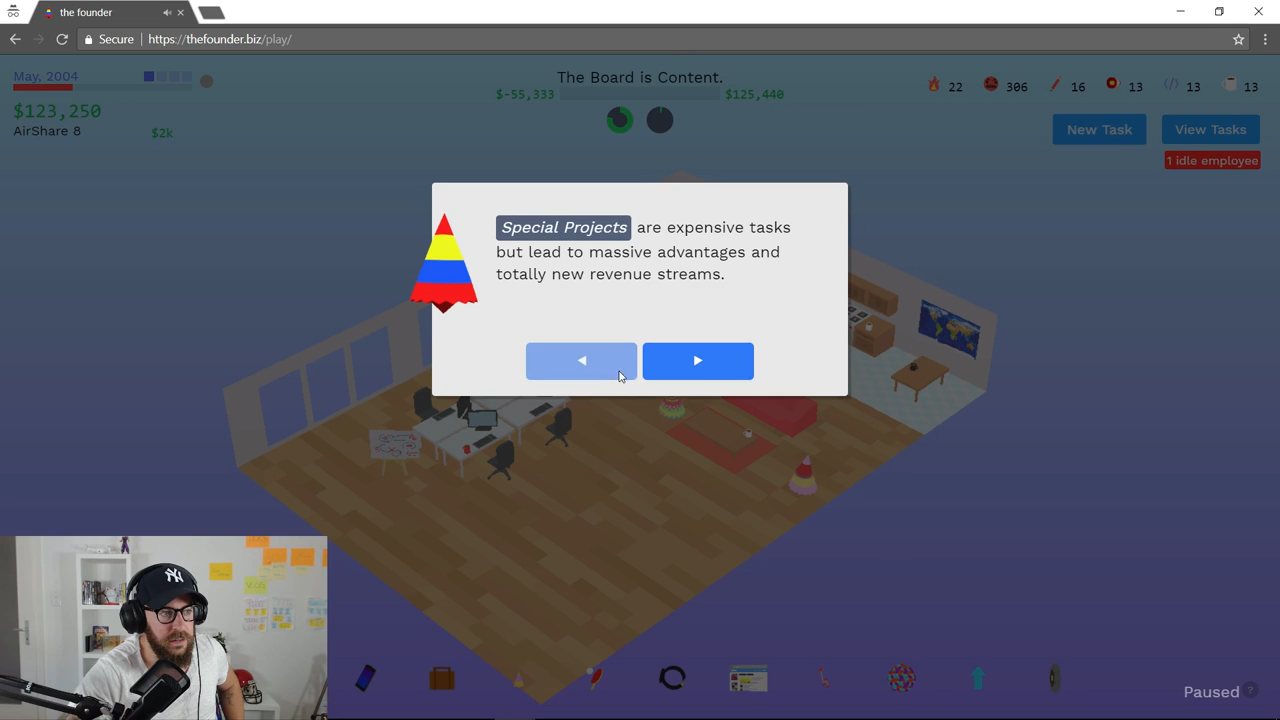 the founder
Secure
https://thefounder.biz/play/
May, 2004
$123,250
AirShare 8
$2k
The Board is Content.
$-55,333
$125,440
22
306
16
13
13
13
New Task
View Tasks
1 idle employee
Special Projects are expensive tasks
but lead to massive advantages and
totally new revenue streams.
Paused ?